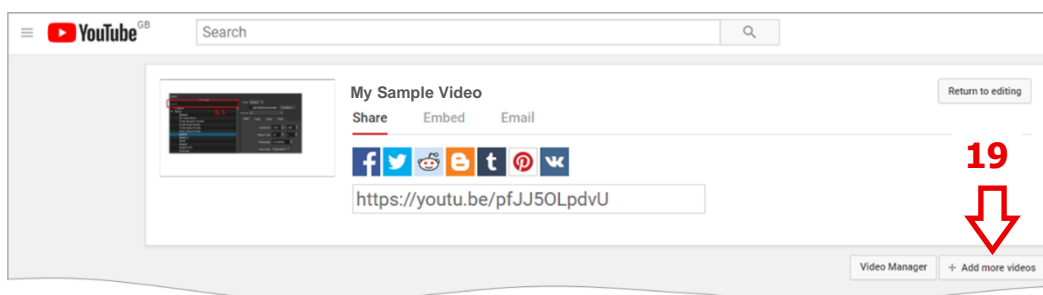 YouTube GB
Search
My Sample Video
Return to editing
Share Embed Email
19
https://youtu.be/pfJJ5OLpdvU
Video Manager + Add more videos